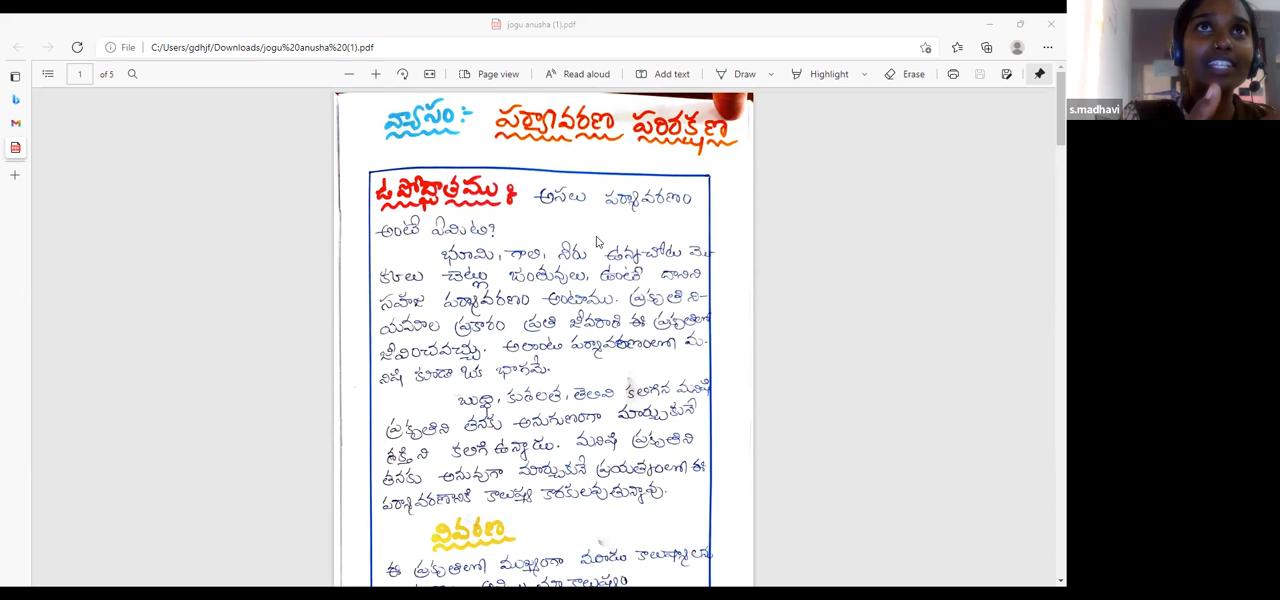 jogu anusha (1).pdf
File C:/Users/gdhjf/Downloads/jogu%20anusha%20(1).pdf
1 of 5 Page view Read aloud Add text Draw Highlight Erase
s.madhavi
వ్యాసం:- పర్యావరణ పరిరక్షణ
ఉపోద్ఘాతము: అసలు పర్యావరణం
అంటే ఏమిటి?
భూమి, గాలి, నీరు ఉన్నచోటు మొ-
కలు చెట్లు జంతువులు, ఉంటే దానిని
సహజ పర్యావరణం అంటాము. ప్రకృతి ని-
యమాల ప్రకారం ప్రతి జీవరాశి ఈ ప్రకృతిలో
జీవించవచ్చు. అలాంటి పర్యావరణంలో మ-
నిషి కూడా ఒక భాగమే.
బుద్ధి, కుశలత, తెలివి కలిగిన మనిషి
ప్రకృతిని తనకు అనుగుణంగా మార్చుకునే
శక్తి ని కలిగి ఉన్నాడు. మనిషి ప్రకృతిని
తనకు అనువుగా మార్చుకునే ప్రయత్నంలో ఈ
పర్యావరణానికి కాలుష్య కారకులవుతున్నావు.
వివరణ
ఈ ప్రకృతిలో ముఖ్యంగా మూడు కాలుష్యాలను
కాలుష్యం